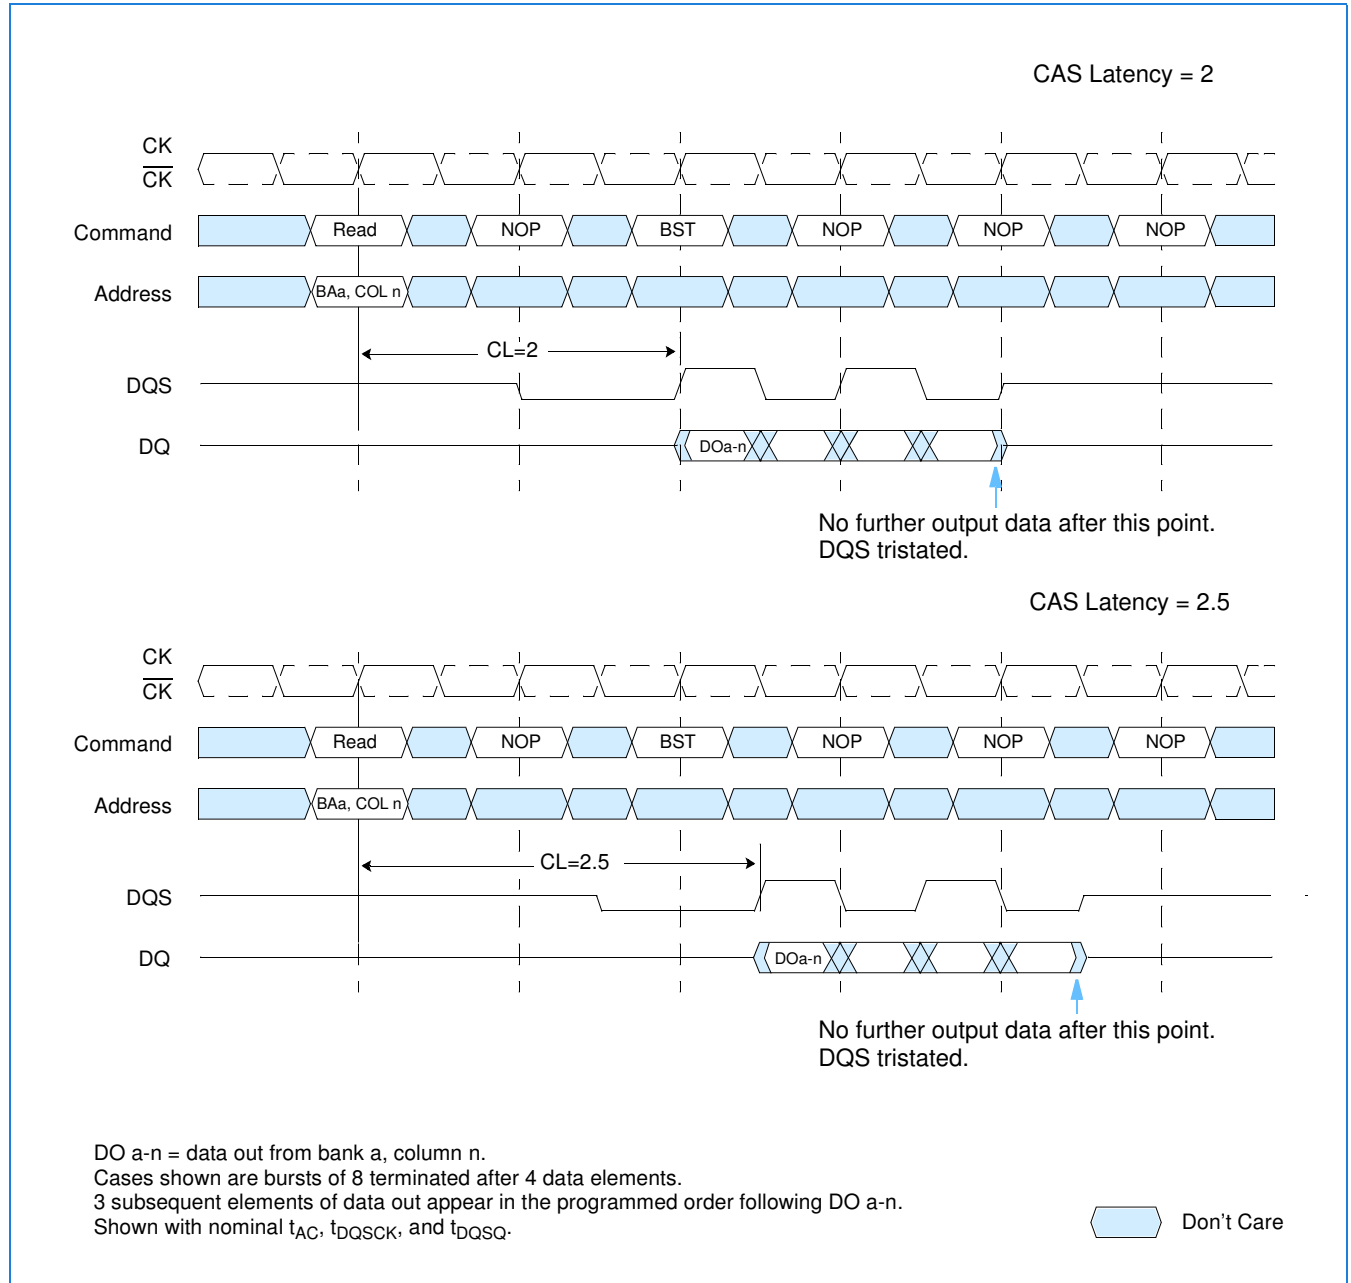 CAS Latency = 2
CK
CK
Command Read NOP BST NOP NOP NOP
Address BAa, COL n
CL=2
DQS
DQ DOa-n
No further output data after this point.
DQS tristated.
CAS Latency = 2.5
CK
CK
Command Read NOP BST NOP NOP NOP
Address BAa, COL n
CL=2.5
DQS
DQ DOa-n
No further output data after this point.
DQS tristated.
DO a-n = data out from bank a, column n.
Cases shown are bursts of 8 terminated after 4 data elements.
3 subsequent elements of data out appear in the programmed order following DO a-n.
Shown with nominal tAC, tDQSCK, and tDQSQ.
Don't Care